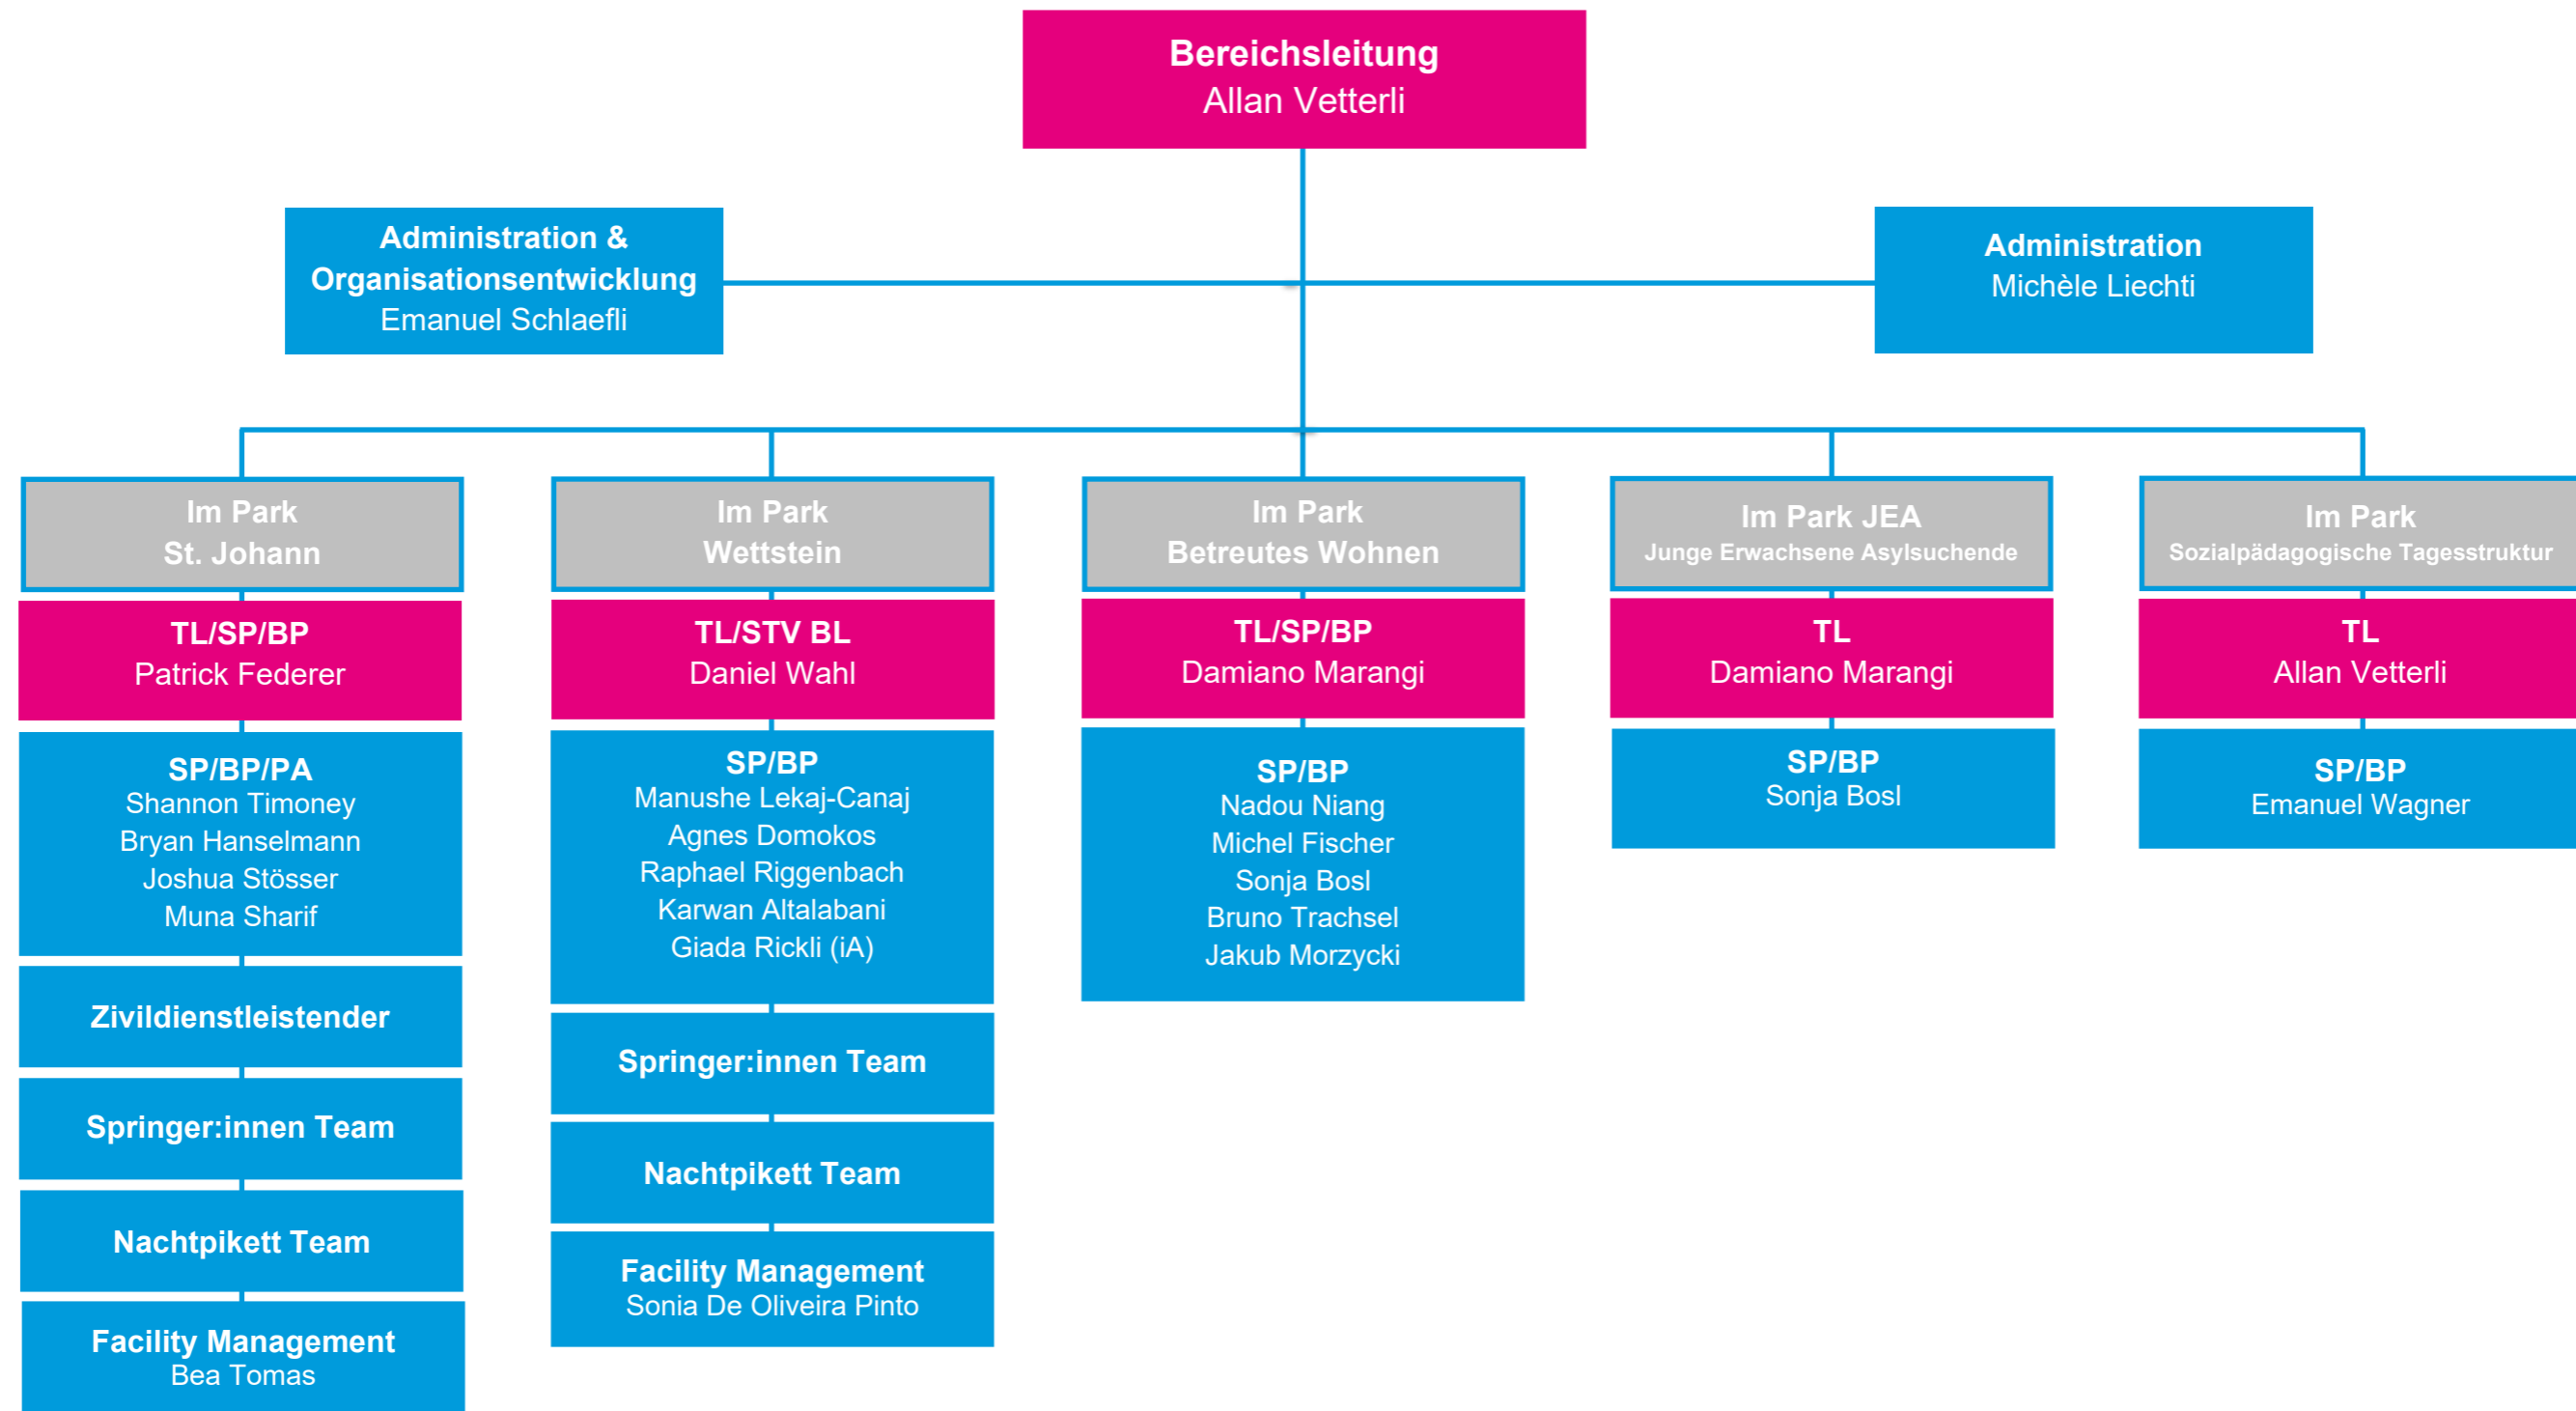 Bereichsleitung
Allan Vetterli
Administration &
Organisationsentwicklung
Emanuel Schlaefli
Administration
Michèle Liechti
Im Park
St. Johann
TL/SP/BP
Patrick Federer
SP/BP/PA
Shannon Timoney
Bryan Hanselmann
Joshua Stösser
Muna Sharif
Zivildienstleistender
Springer:innen Team
Nachtpikett Team
Facility Management
Bea Tomas
Im Park
Wettstein
TL/STV BL
Daniel Wahl
SP/BP
Manushe Lekaj-Canaj
Agnes Domokos
Raphael Riggenbach
Karwan Altalabani
Giada Rickli (iA)
Springer:innen Team
Nachtpikett Team
Facility Management
Sonia De Oliveira Pinto
Im Park
Betreutes Wohnen
TL/SP/BP
Damiano Marangi
SP/BP
Nadou Niang
Michel Fischer
Sonja Bosl
Bruno Trachsel
Jakub Morzycki
Im Park JEA
Junge Erwachsene Asylsuchende
TL
Damiano Marangi
SP/BP
Sonja Bosl
Im Park
Sozialpädagogische Tagesstruktur
TL
Allan Vetterli
SP/BP
Emanuel Wagner